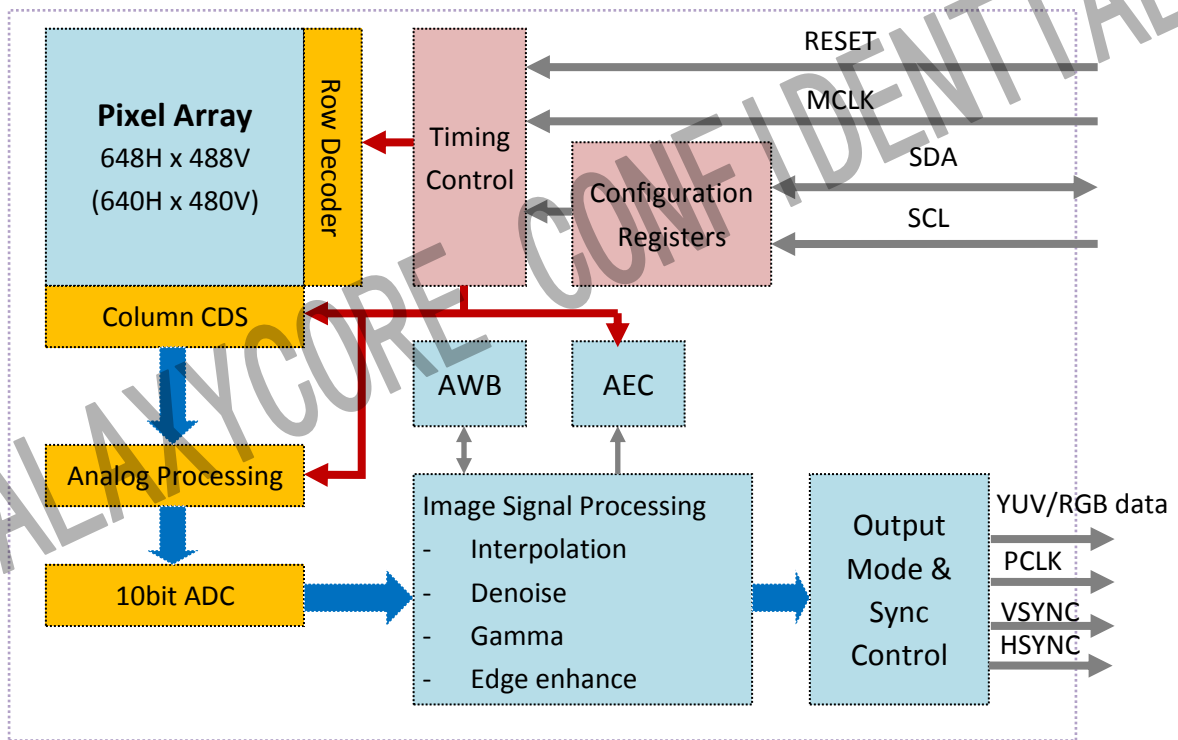 RESET
MCLK
SDA
SCL
Pixel Array
648H x 488V
(640H x 480V)
Row Decoder
Timing
Control
Configuration
Registers
Column CDS
AWB
AEC
Analog Processing
10bit ADC
Image Signal Processing
- Interpolation
- Denoise
- Gamma
- Edge enhance
Output
Mode &
Sync
Control
YUV/RGB data
PCLK
VSYNC
HSYNC
ALAXYCORE CONFIDENTIAL